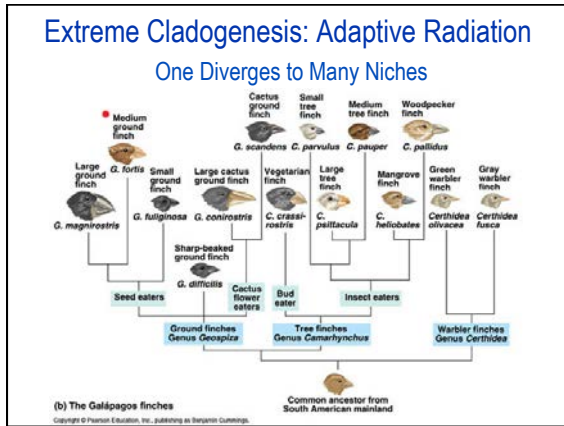 Extreme Cladogenesis: Adaptive Radiation
One Diverges to Many Niches
Medium
ground
finch
G. fortis
Cactus
ground
finch
G. scandens
Small
tree
finch
C. parvulus
Medium
tree finch
C. pauper
Woodpecker
finch
C. pallidus
Large
ground
finch
G. magnirostris
Small
ground
finch
G. fuliginosa
Large cactus
ground finch
G. conirostris
Vegetarian
finch
C. crassi-
rostris
Large
tree
finch
C.
psittacula
Mangrove
finch
C.
heliobates
Green
warbler
finch
Certhidea
olivacea
Gray
warbler
finch
Certhidea
fusca
Sharp-beaked
ground finch
G. difficilis
Seed eaters
Cactus
flower
eaters
Bud
eater
Insect eaters
Ground finches
Genus Geospiza
Tree finches
Genus Camarhynchus
Warbler finches
Genus Certhidea
Common ancestor from
South American mainland
(b) The Galápagos finches
Copyright © Pearson Education, Inc., publishing as Benjamin Cummings.